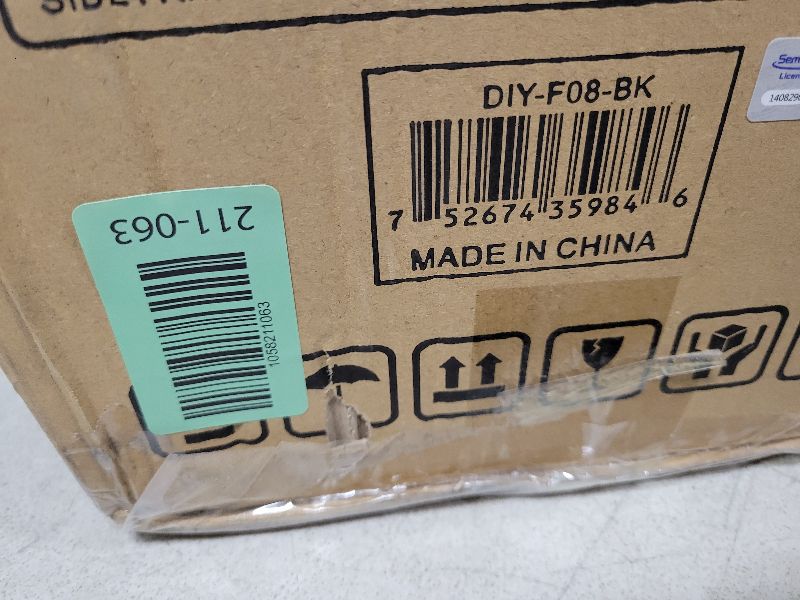 DIY-F08-BK
7 52674 35984 6
MADE IN CHINA
211-063
1058211063